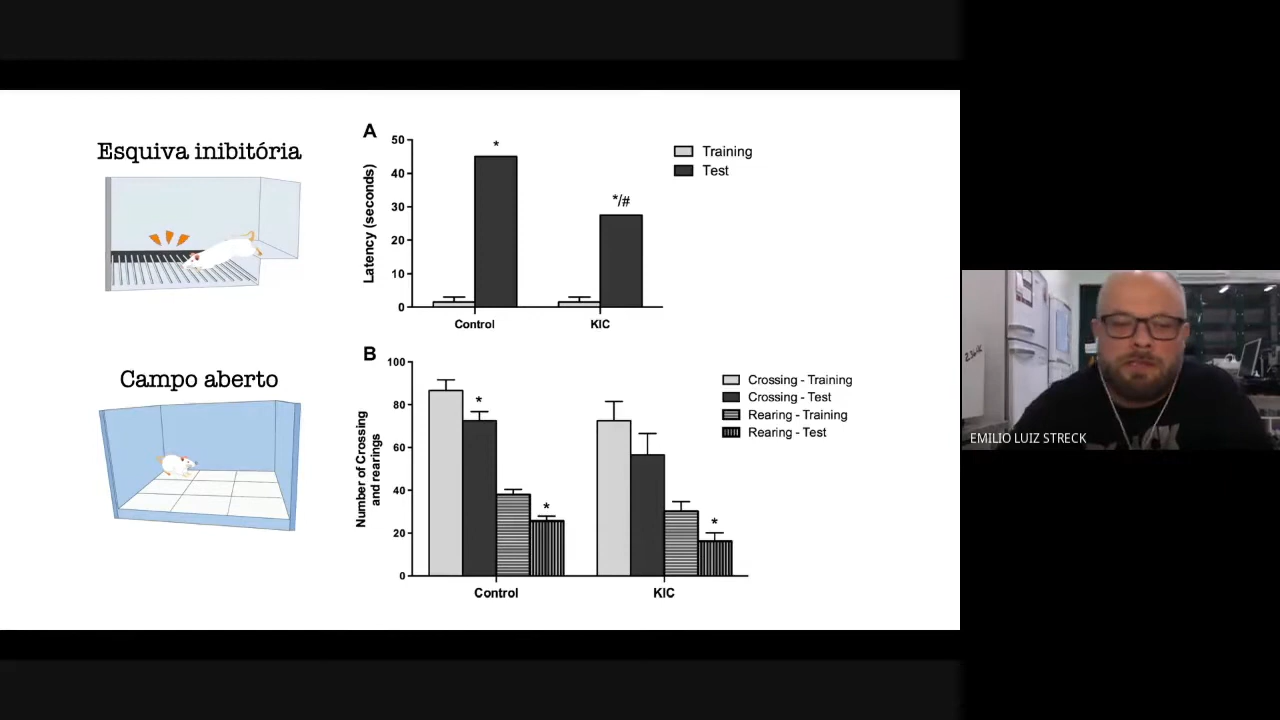 Esquiva inibitória
A
Latency (seconds)
50
40
30
20
10
0
*
*/#
Control
KIC
Training
Test
Campo aberto
B
Number of Crossing
and rearings
100
80
60
40
20
0
*
*
*
Control
KIC
Crossing - Training
Crossing - Test
Rearing - Training
Rearing - Test
EMILIO LUIZ STRECK